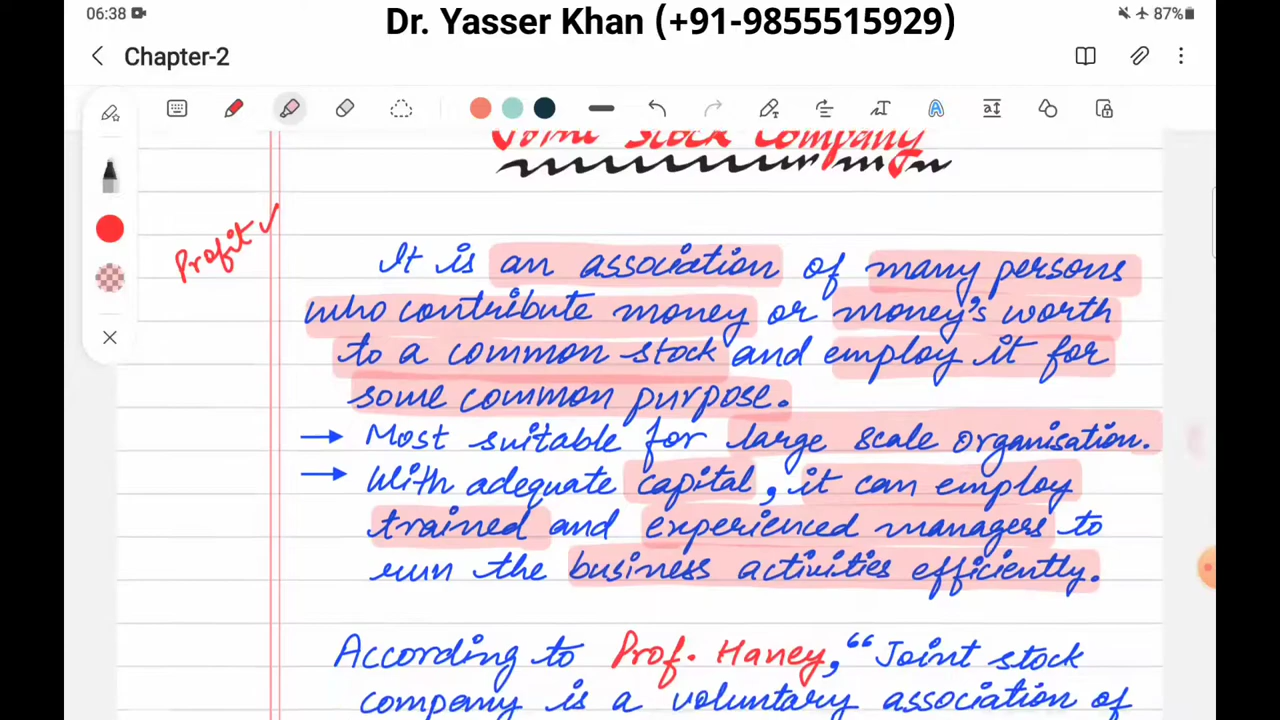 06:38
Dr. Yasser Khan (+91-9855515929)
87%
Chapter-2
Joint Stock Company
Profit ✓
It is an association of many persons
who contribute money or money's worth
to a common stock and employ it for
some common purpose.
→ Most suitable for large scale organisation.
→ With adequate capital, it can employ
trained and experienced managers to
run the business activities efficiently.
According to Prof. Haney, "Joint stock
company is a voluntary association of